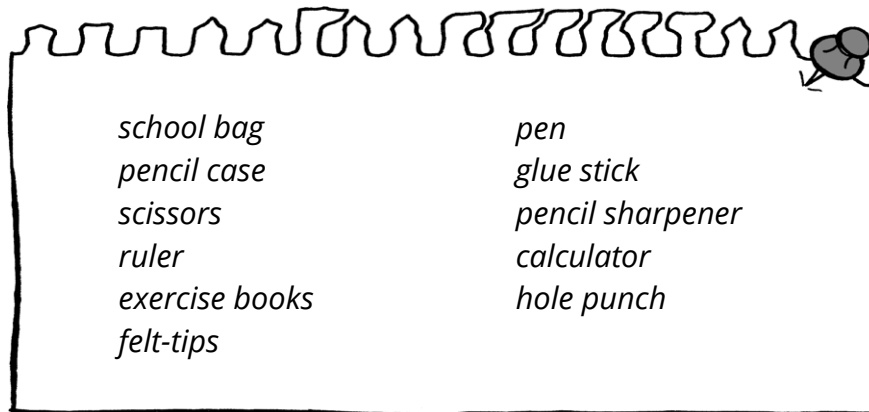 school bag
pencil case
scissors
ruler
exercise books
felt-tips
pen
glue stick
pencil sharpener
calculator
hole punch